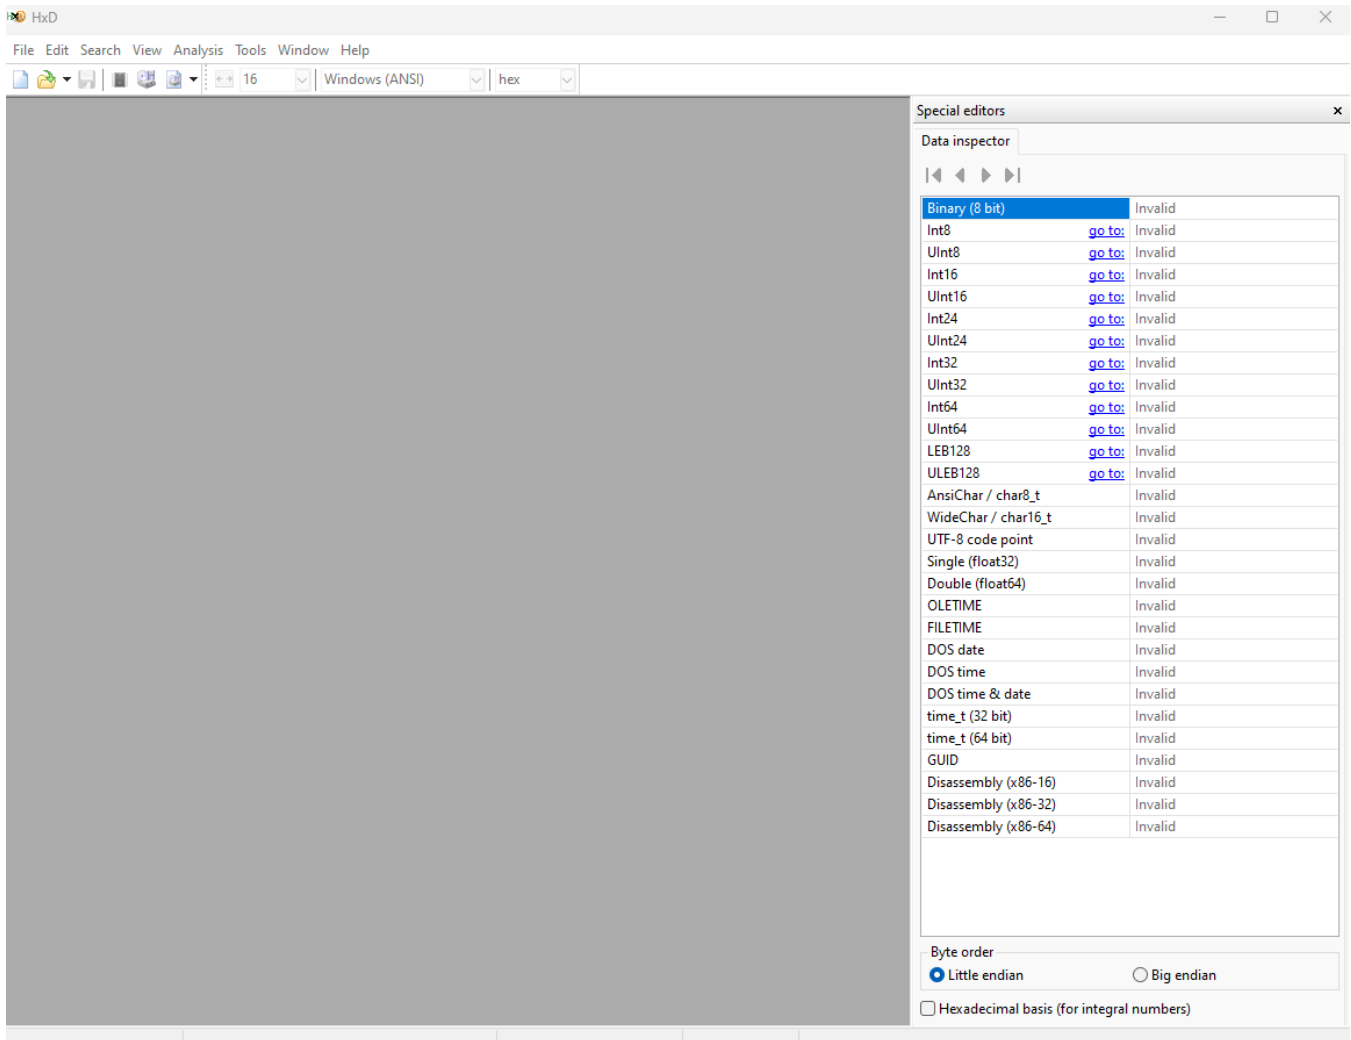 HxD
File Edit Search View Analysis Tools Window Help
16 Windows (ANSI) hex
Special editors
Data inspector
Binary (8 bit) Invalid
Int8 go to: Invalid
UInt8 go to: Invalid
Int16 go to: Invalid
UInt16 go to: Invalid
Int24 go to: Invalid
UInt24 go to: Invalid
Int32 go to: Invalid
UInt32 go to: Invalid
Int64 go to: Invalid
UInt64 go to: Invalid
LEB128 go to: Invalid
ULEB128 go to: Invalid
AnsiChar / char8_t Invalid
WideChar / char16_t Invalid
UTF-8 code point Invalid
Single (float32) Invalid
Double (float64) Invalid
OLETIME Invalid
FILETIME Invalid
DOS date Invalid
DOS time Invalid
DOS time & date Invalid
time_t (32 bit) Invalid
time_t (64 bit) Invalid
GUID Invalid
Disassembly (x86-16) Invalid
Disassembly (x86-32) Invalid
Disassembly (x86-64) Invalid
Byte order
Little endian Big endian
Hexadecimal basis (for integral numbers)